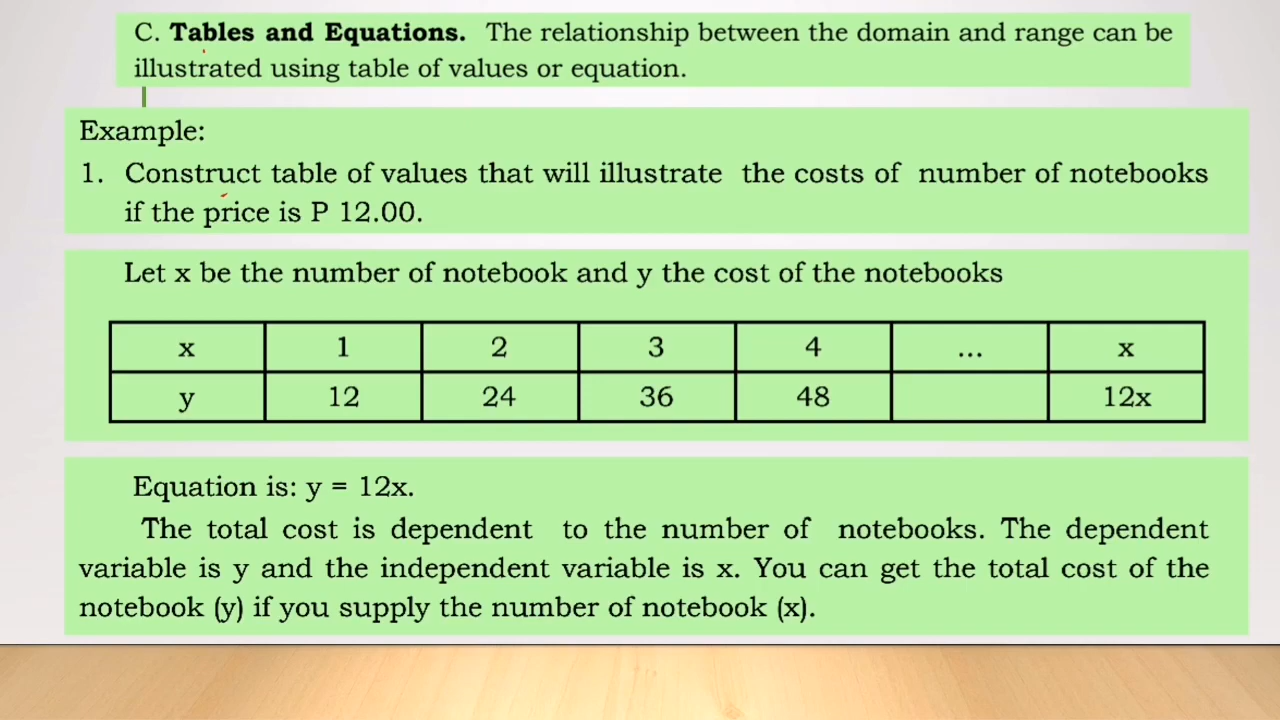 C. Tables and Equations. The relationship between the domain and range can be
illustrated using table of values or equation.
Example:
1. Construct table of values that will illustrate the costs of number of notebooks
if the price is P 12.00.
Let x be the number of notebook and y the cost of the notebooks
x 1 2 3 4 ... x
y 12 24 36 48 12x
Equation is: y = 12x.
The total cost is dependent to the number of notebooks. The dependent
variable is y and the independent variable is x. You can get the total cost of the
notebook (y) if you supply the number of notebook (x).